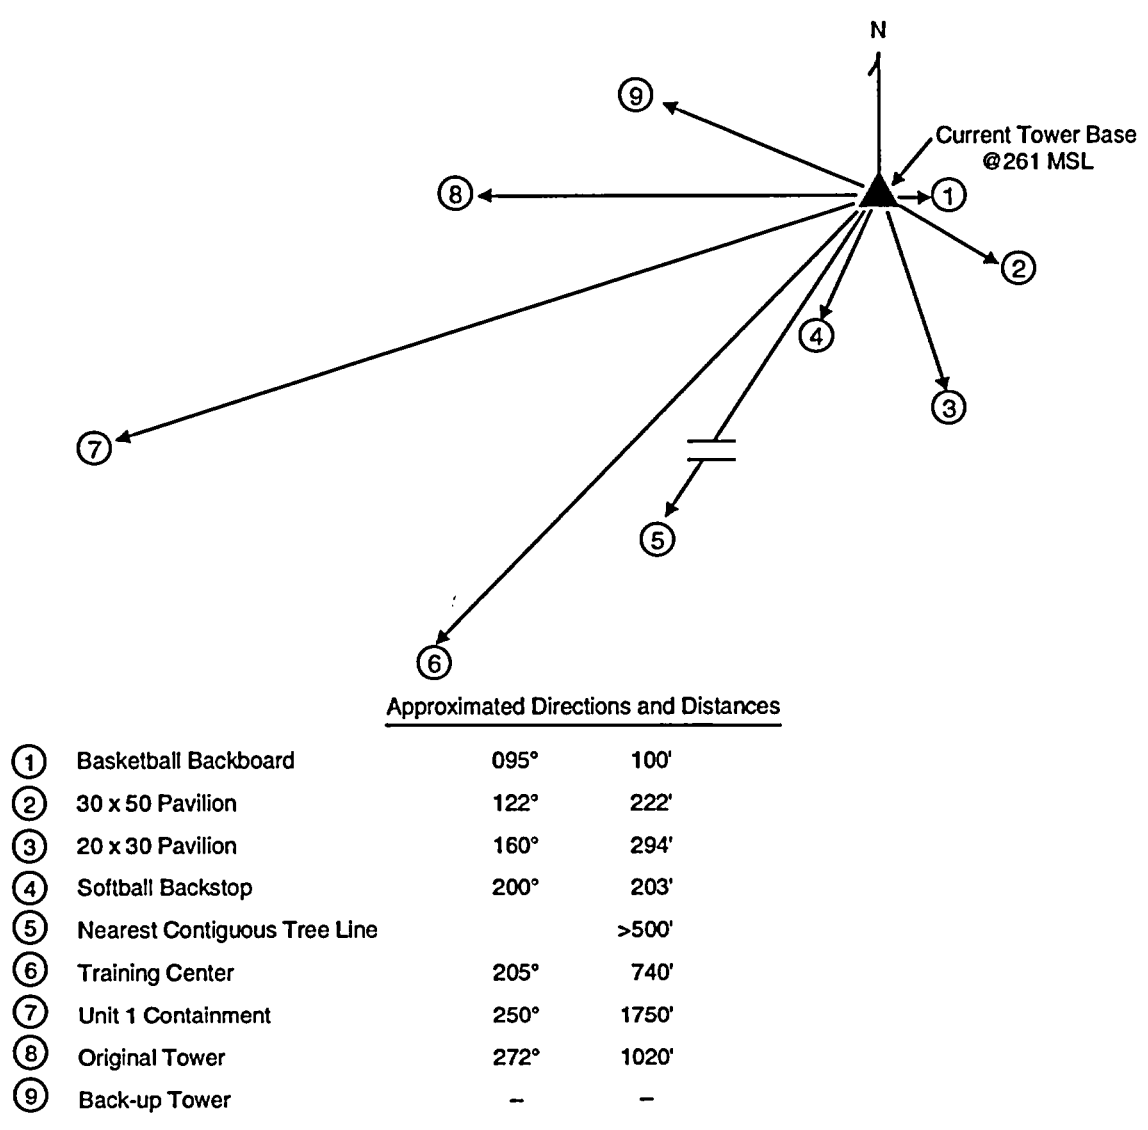 N
9
Current Tower Base
@261 MSL
8
1
2
4
3
7
5
6
Approximated Directions and Distances
1 Basketball Backboard 095° 100'
2 30 x 50 Pavilion 122° 222'
3 20 x 30 Pavilion 160° 294'
4 Softball Backstop 200° 203'
5 Nearest Contiguous Tree Line >500'
6 Training Center 205° 740'
7 Unit 1 Containment 250° 1750'
8 Original Tower 272° 1020'
9 Back-up Tower – –